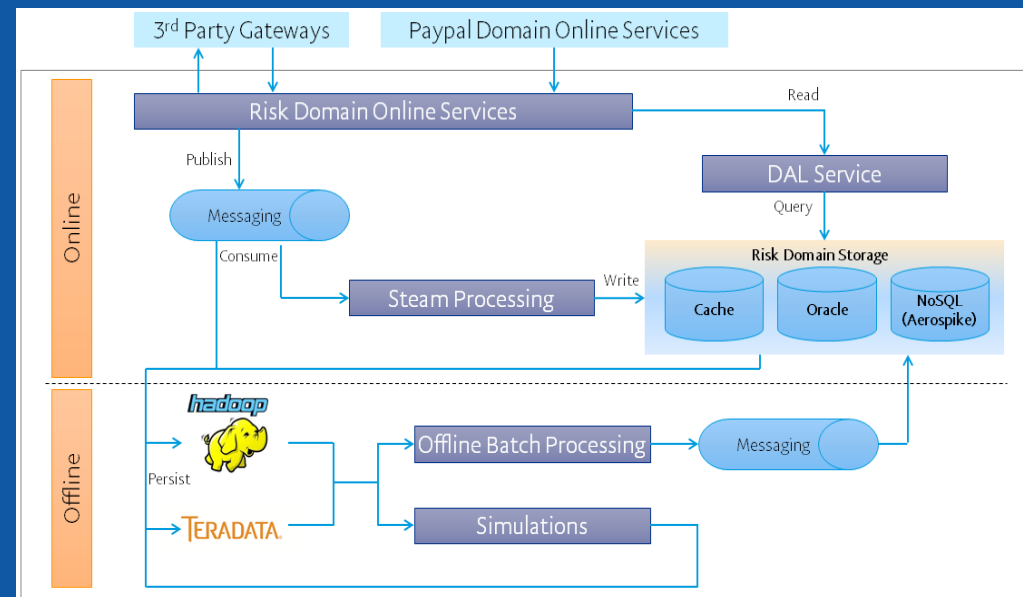 3rd Party Gateways
Paypal Domain Online Services
Risk Domain Online Services
Read
Publish
DAL Service
Query
Messaging
Consume
Risk Domain Storage
Steam Processing
Write
Cache
Oracle
NoSQL
(Aerospike)
Online
hadoop
Offline Batch Processing
Messaging
Persist
TERADATA.
Simulations
Offline